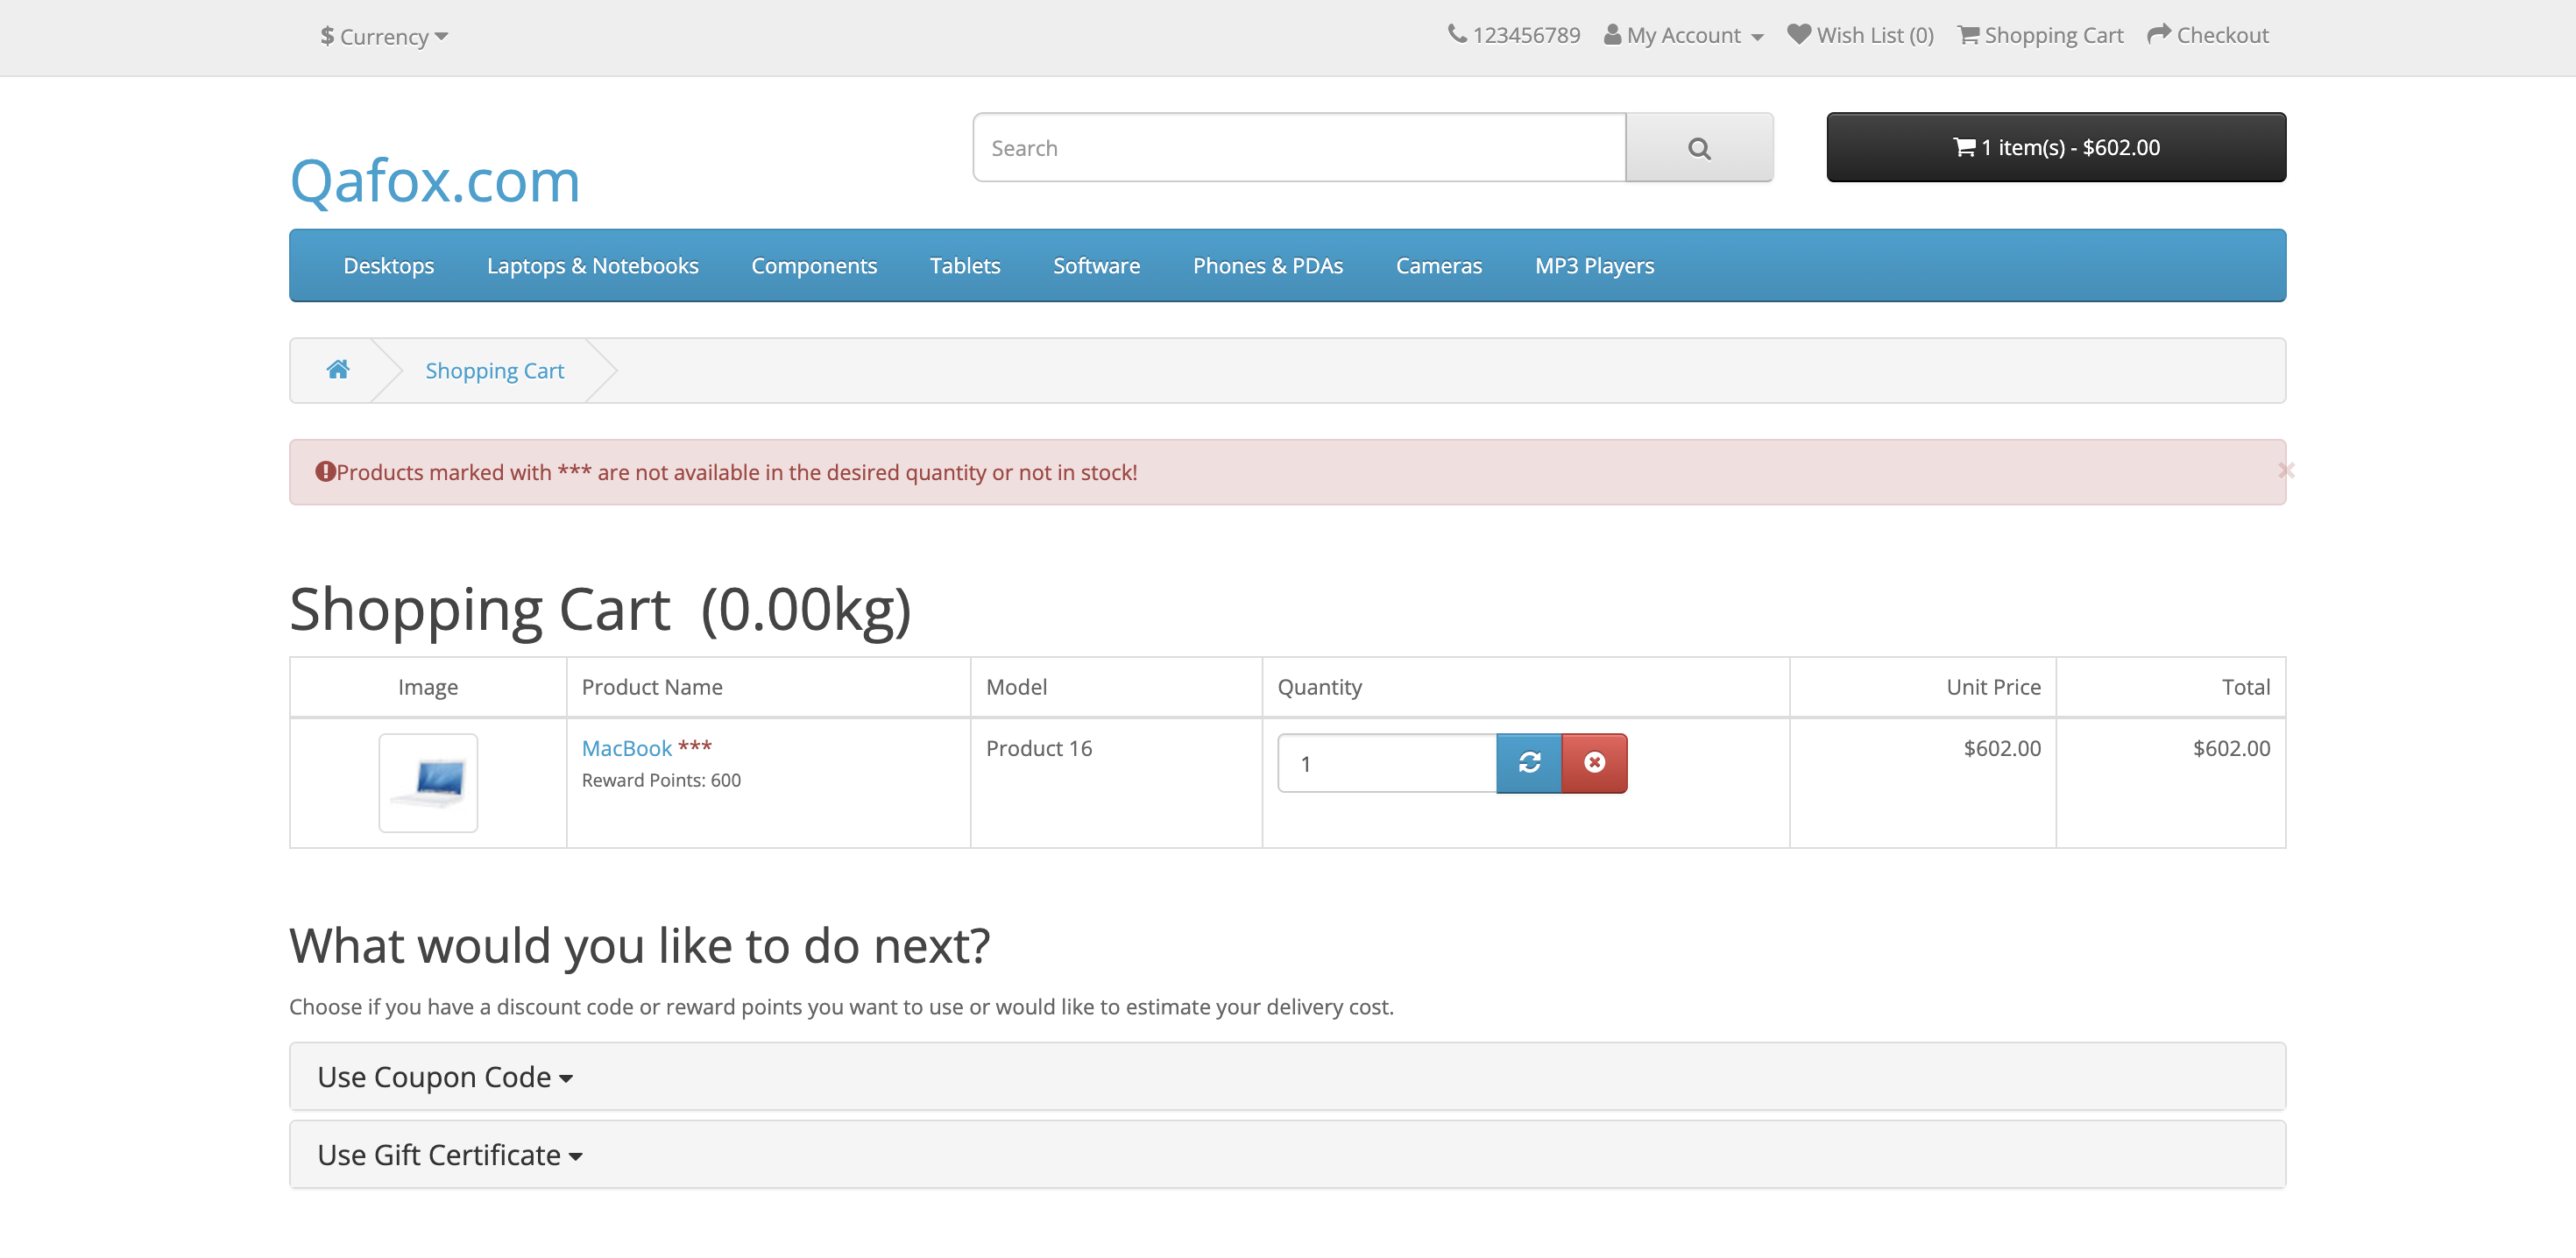 $ Currency
123456789 My Account Wish List (0) Shopping Cart Checkout
Qafox.com
Search
1 item(s) - $602.00
Desktops Laptops & Notebooks Components Tablets Software Phones & PDAs Cameras MP3 Players
Shopping Cart
Products marked with *** are not available in the desired quantity or not in stock!
×
Shopping Cart (0.00kg)
Image Product Name Model Quantity Unit Price Total
MacBook *** Product 16 1 $602.00 $602.00
Reward Points: 600
What would you like to do next?
Choose if you have a discount code or reward points you want to use or would like to estimate your delivery cost.
Use Coupon Code
Use Gift Certificate